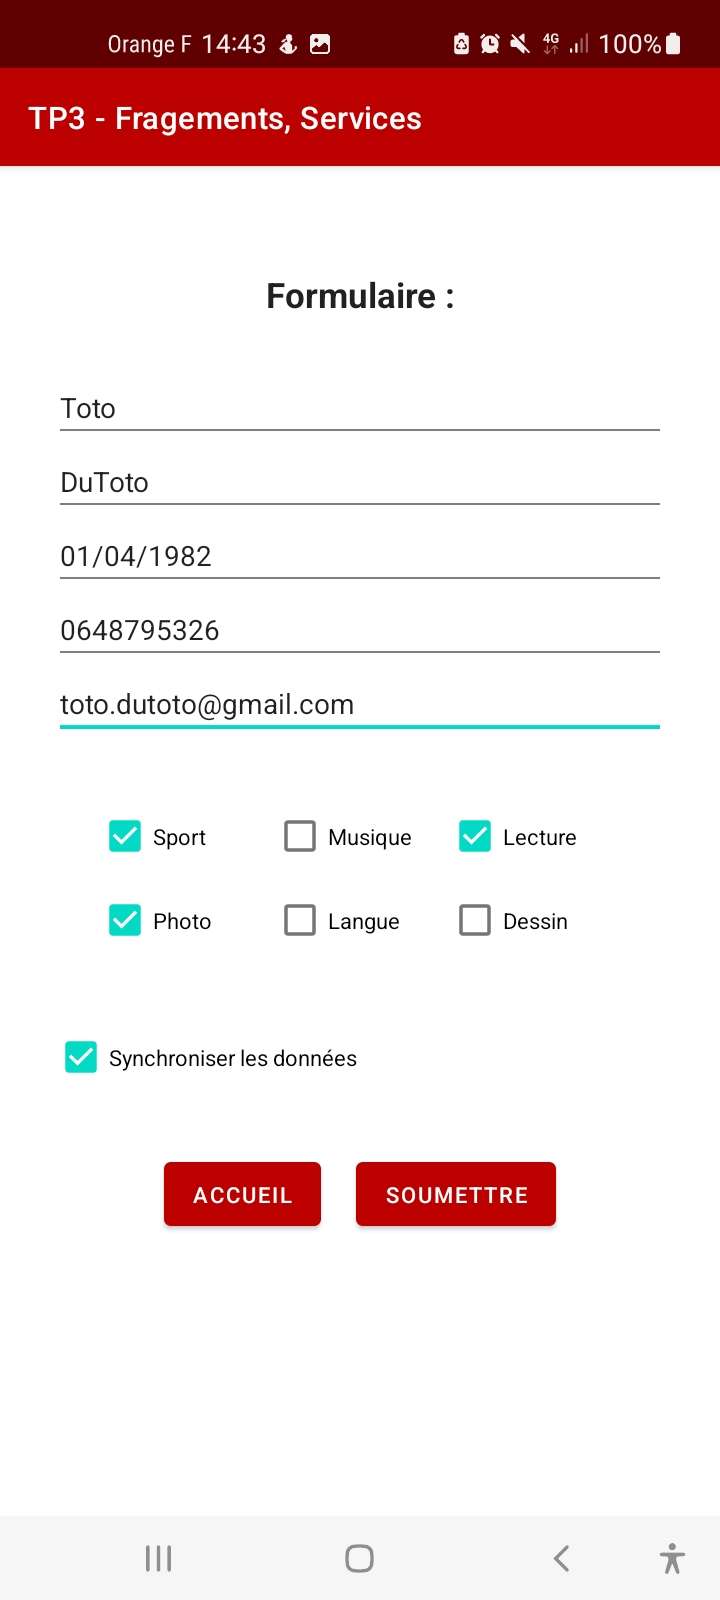 Orange F 14:43 4G 100%
TP3 - Fragements, Services
Formulaire :
Toto
DuToto
01/04/1982
0648795326
toto.dutoto@gmail.com
Sport Musique Lecture
Photo Langue Dessin
Synchroniser les données
ACCUEIL SOUMETTRE